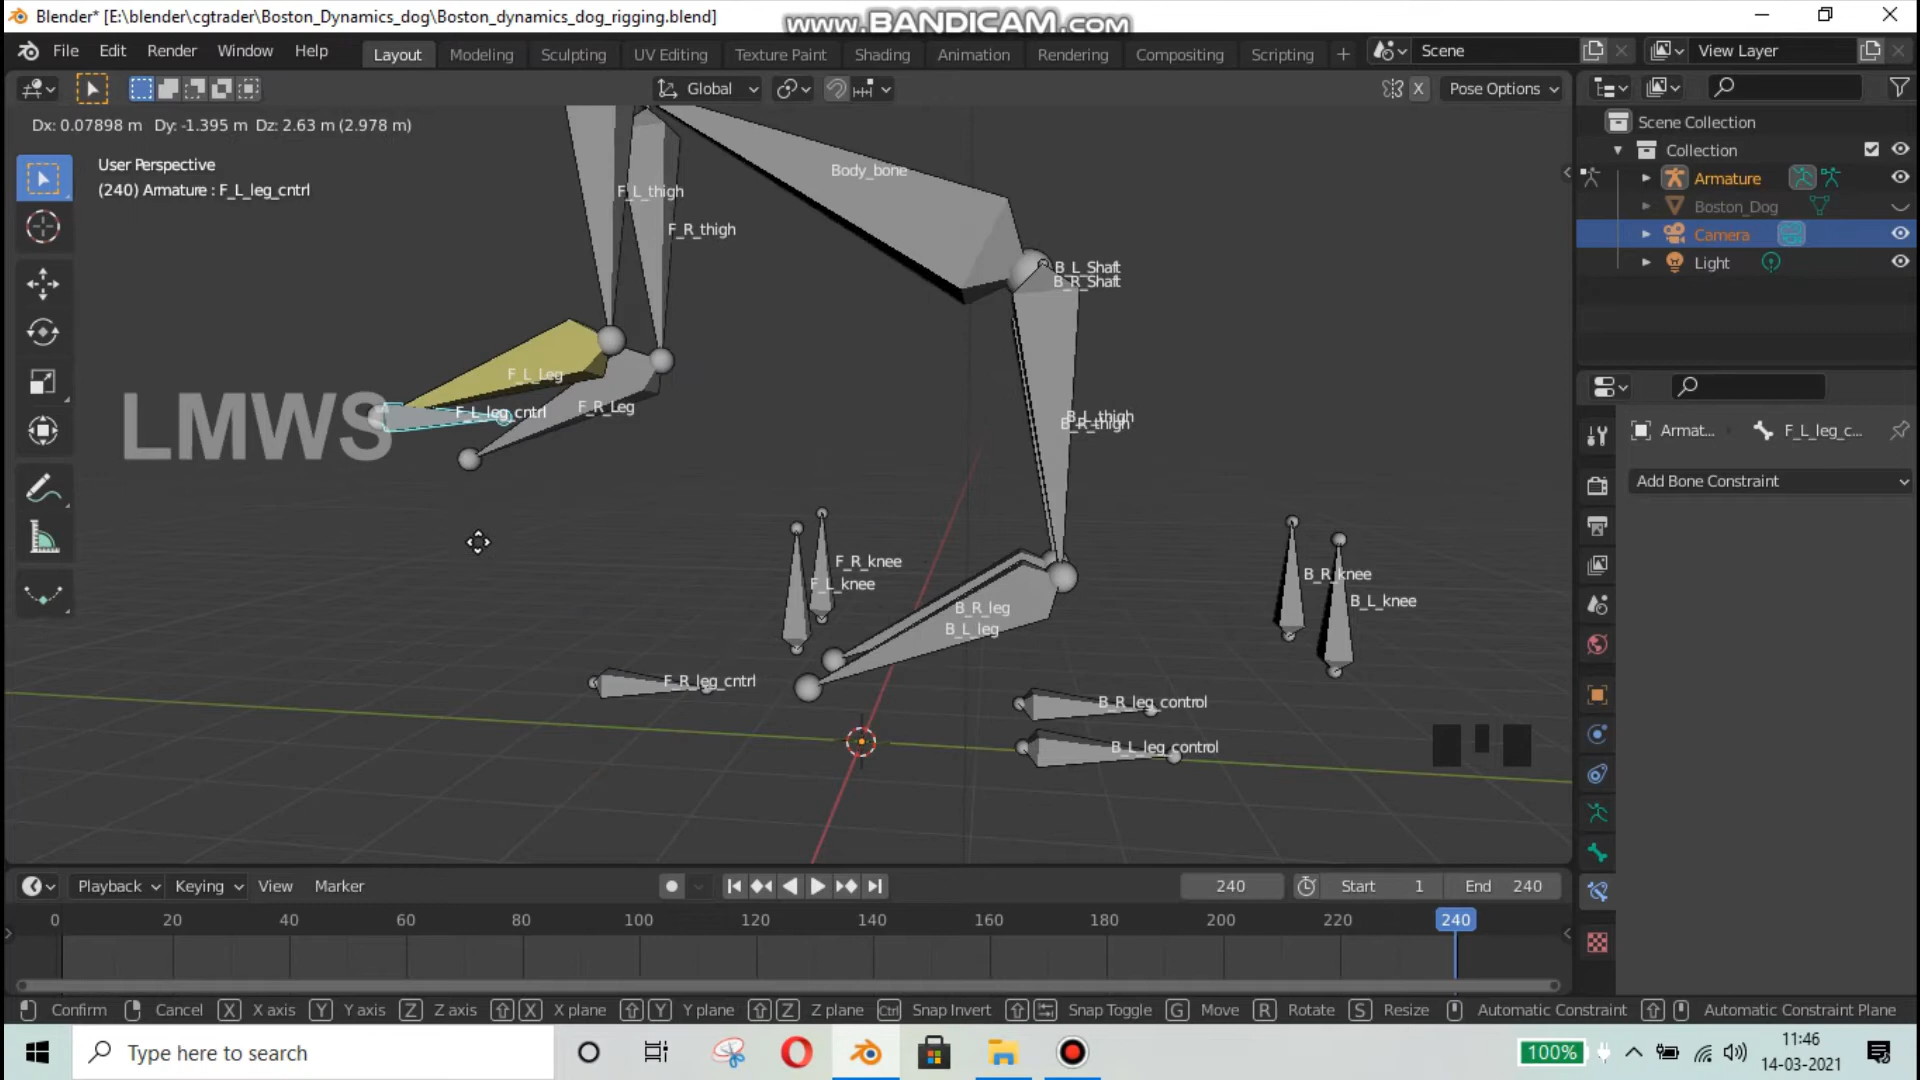 Blender* [E:\blender\cgtrader\Boston_Dynamics_dog\Boston_dynamics_dog_rigging.blend]
www.BANDICAM.com
File Edit Render Window Help
Layout Modeling Sculpting UV Editing Texture Paint Shading Animation Rendering Compositing Scripting +
Scene
View Layer
Global
X
Pose Options
Dx: 0.07898 m Dy: -1.395 m Dz: 2.63 m (2.978 m)
User Perspective
(240) Armature : F_L_leg_cntrl
Scene Collection
Collection
Armature
Boston_Dog
Camera
Light
Body_bone
F_L_thigh
F_R_thigh
B_L_Shaft
B_R_Shaft
F_L_Leg
F_R_Leg
F_L_leg_cntrl
B_L_thigh
B_R_thigh
LMWS
F_R_knee
F_L_knee
B_R_knee
B_L_knee
B_R_leg
B_L_leg
F_R_leg_cntrl
B_R_leg_control
B_L_leg_control
Armat... F_L_leg_c...
Add Bone Constraint
Playback Keying View Marker
240
Start 1
End 240
0 20 40 60 80 100 120 140 160 180 200 220 240
Confirm Cancel X X axis Y Y axis Z Z axis X X plane Y Y plane Z Z plane Ctrl Snap Invert Snap Toggle G Move R Rotate S Resize Automatic Constraint Automatic Constraint Plane
Type here to search
100%
11:46
14-03-2021